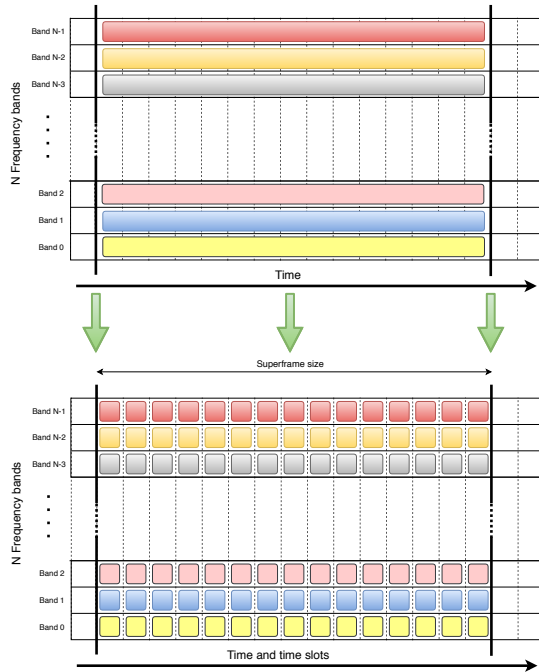 Band N-1
Band N-2
Band N-3
N Frequency bands
Band 2
Band 1
Band 0
Time
Superframe size
Band N-1
Band N-2
Band N-3
N Frequency bands
Band 2
Band 1
Band 0
Time and time slots